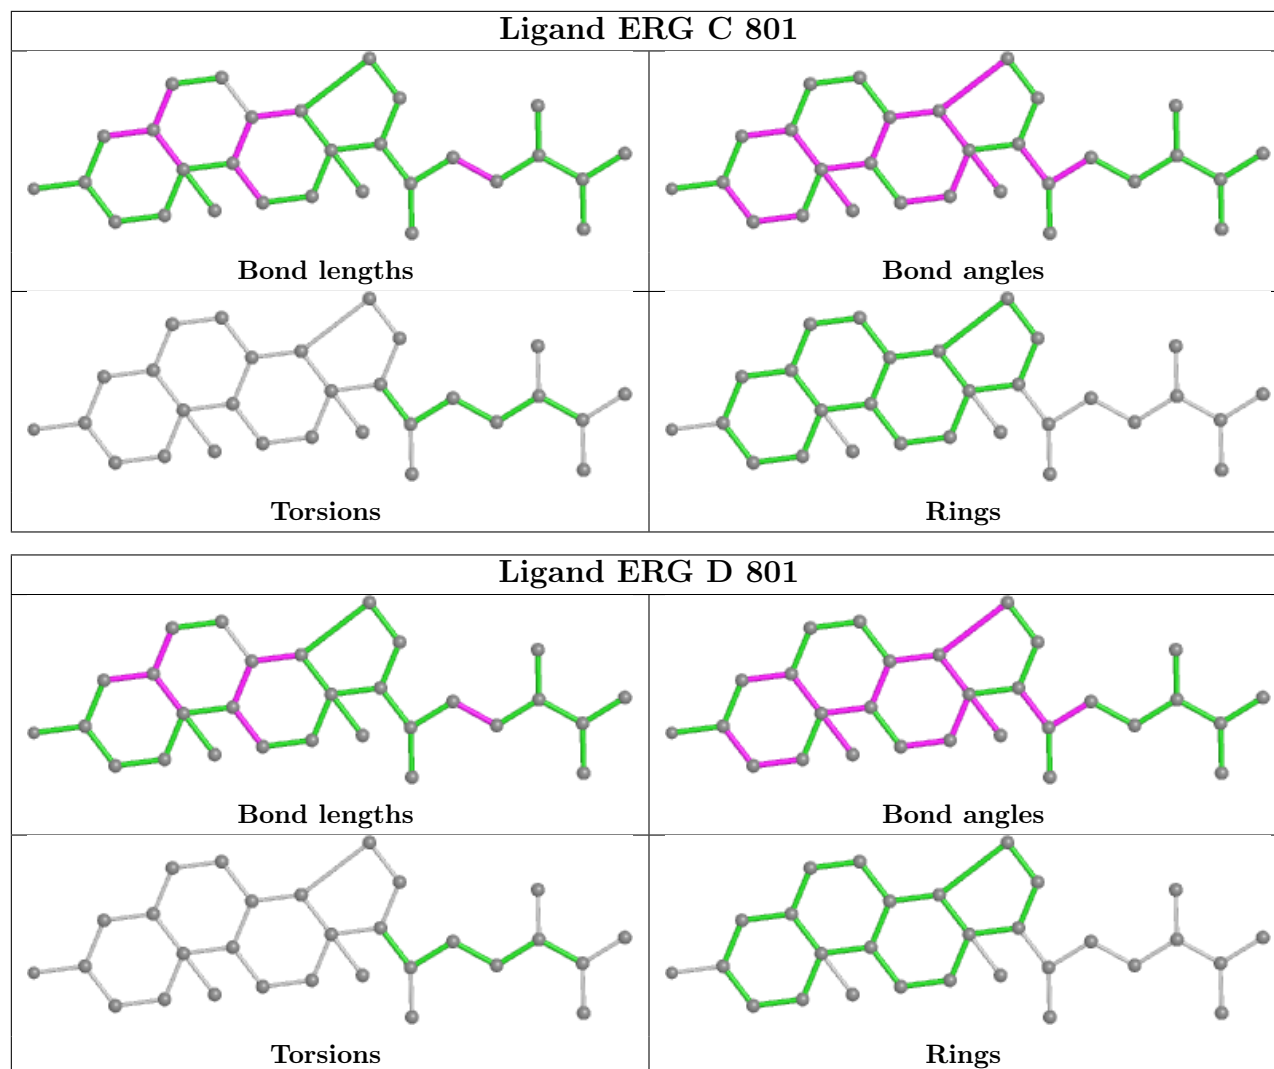 Ligand ERG C 801
Bond lengths
Bond angles
Torsions
Rings
Ligand ERG D 801
Bond lengths
Bond angles
Torsions
Rings